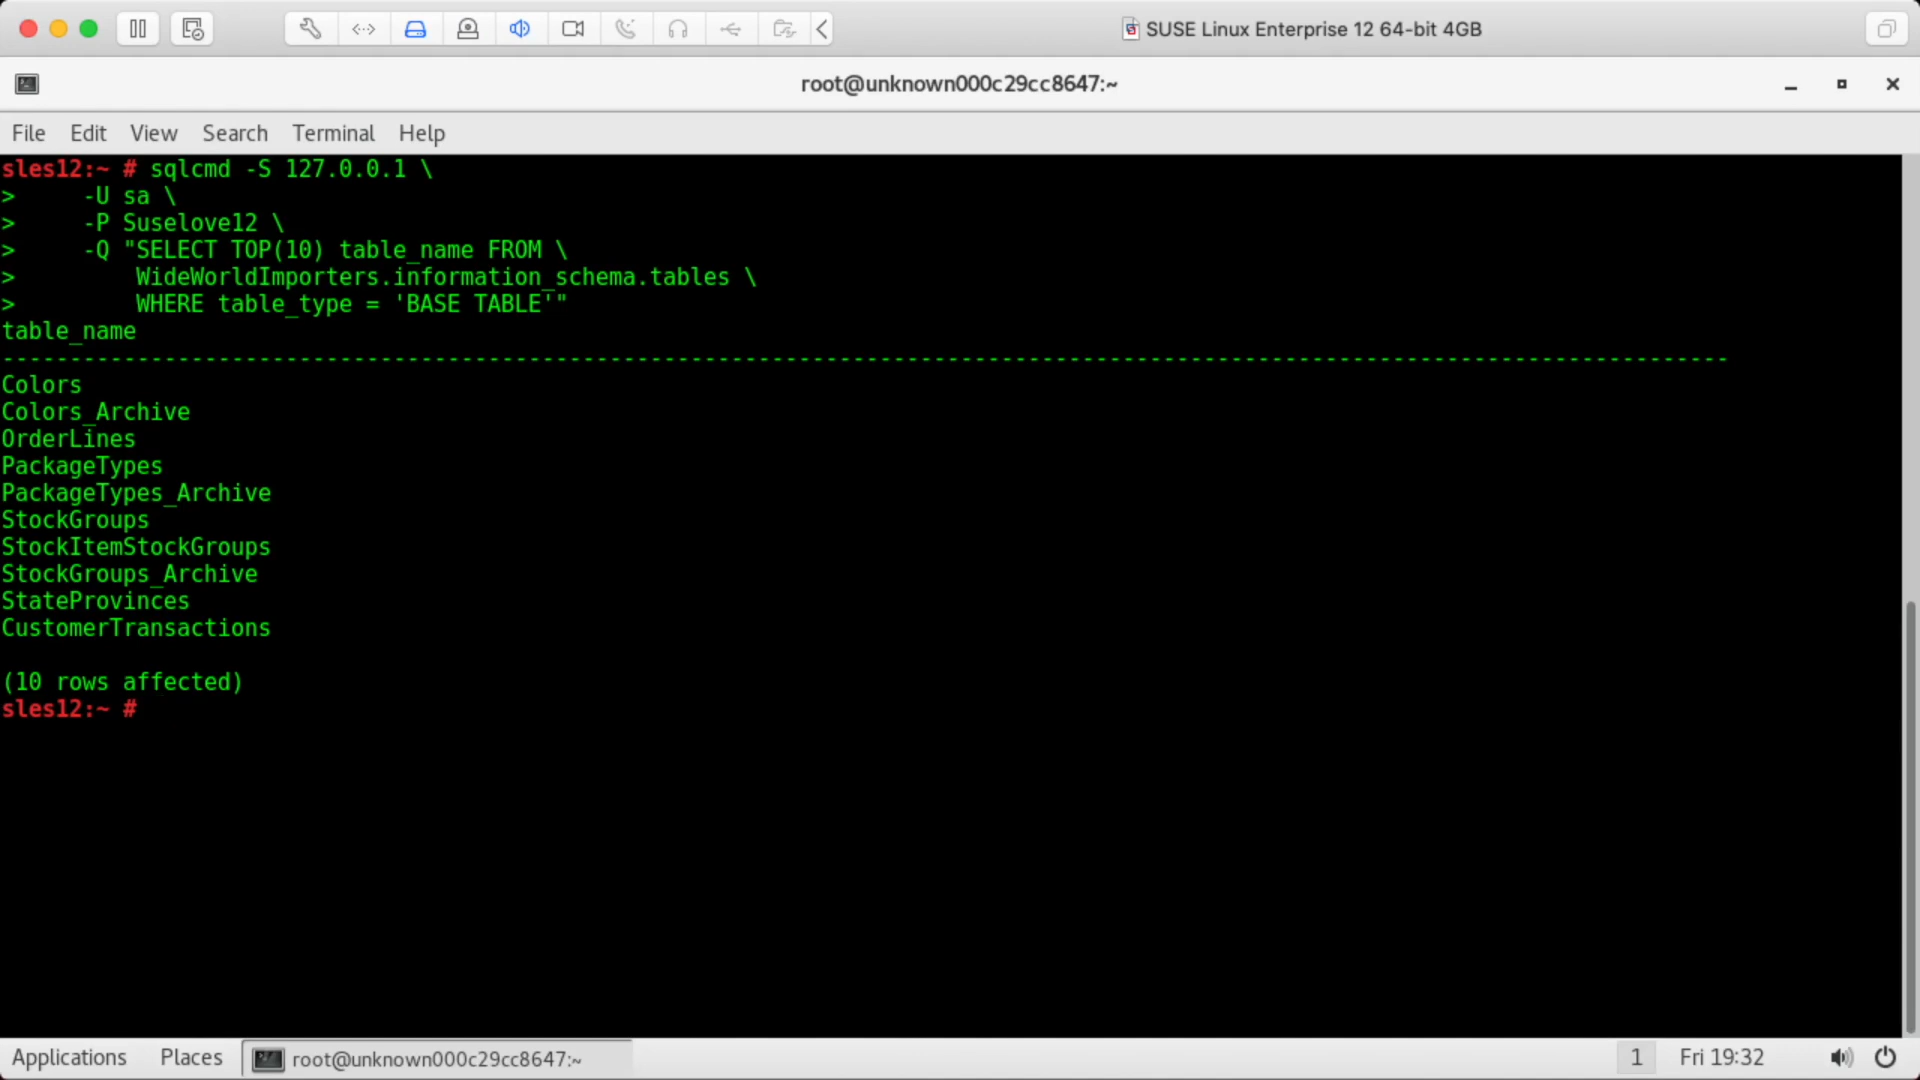 SUSE Linux Enterprise 12 64-bit 4GB
root@unknown000c29cc8647:~
File Edit View Search Terminal Help
sles12:~ # sqlcmd -S 127.0.0.1 \
>     -U sa \
>     -P Suselove12 \
>     -Q "SELECT TOP(10) table_name FROM \
>         WideWorldImporters.information_schema.tables \
>         WHERE table_type = 'BASE TABLE'"
table_name
--------------------------------------------------------------------------------------------------------------------------------
Colors
Colors_Archive
OrderLines
PackageTypes
PackageTypes_Archive
StockGroups
StockItemStockGroups
StockGroups_Archive
StateProvinces
CustomerTransactions
(10 rows affected)
sles12:~ #
Applications Places root@unknown000c29cc8647:~ 1 Fri 19:32